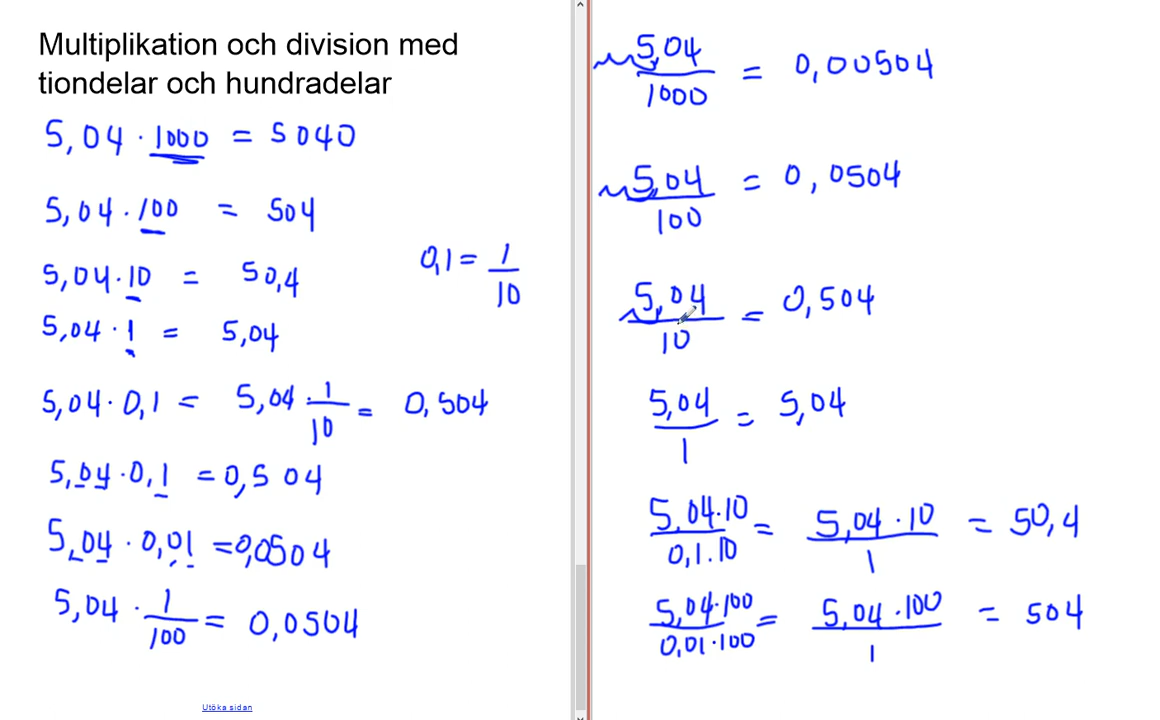 Multiplikation och division med
tiondelar och hundradelar
5,04 · 1000 = 5040
5,04 · 100 = 504
5,04 · 10 = 50,4
0,1 = 1/10
5,04 · 1 = 5,04
5,04 · 0,1 = 5,04 · 1/10 = 0,504
5,04 · 0,1 = 0,504
5,04 · 0,01 = 0,0504
5,04 · 1/100 = 0,0504
Utöka sidan
5,04/1000 = 0,00504
5,04/100 = 0,0504
5,04/10 = 0,504
5,04/1 = 5,04
5,04·10/0,1·10 = 5,04·10/1 = 50,4
5,04·100/0,01·100 = 5,04·100/1 = 504